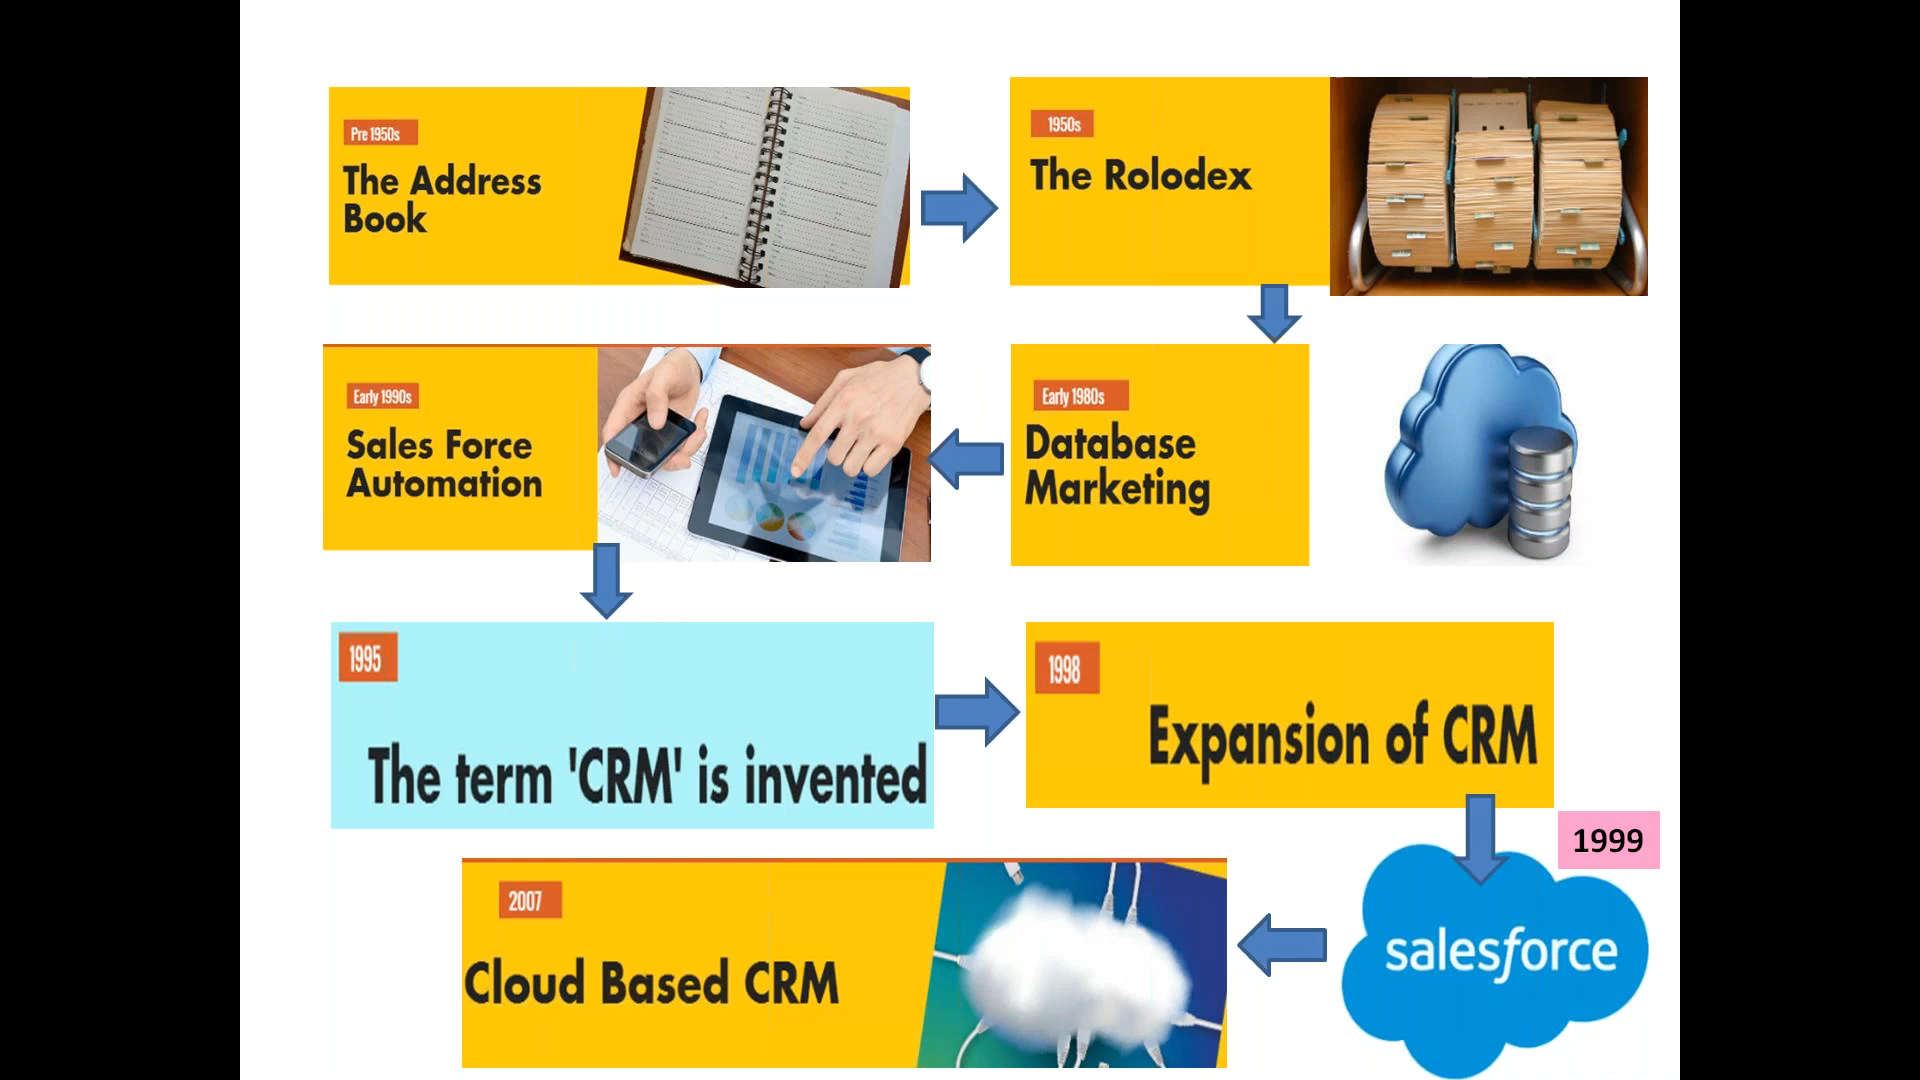 Pre 1950s
The Address
Book
1950s
The Rolodex
Early 1980s
Database
Marketing
Early 1990s
Sales Force
Automation
1995
The term 'CRM' is invented
1998
Expansion of CRM
1999
salesforce
2007
Cloud Based CRM